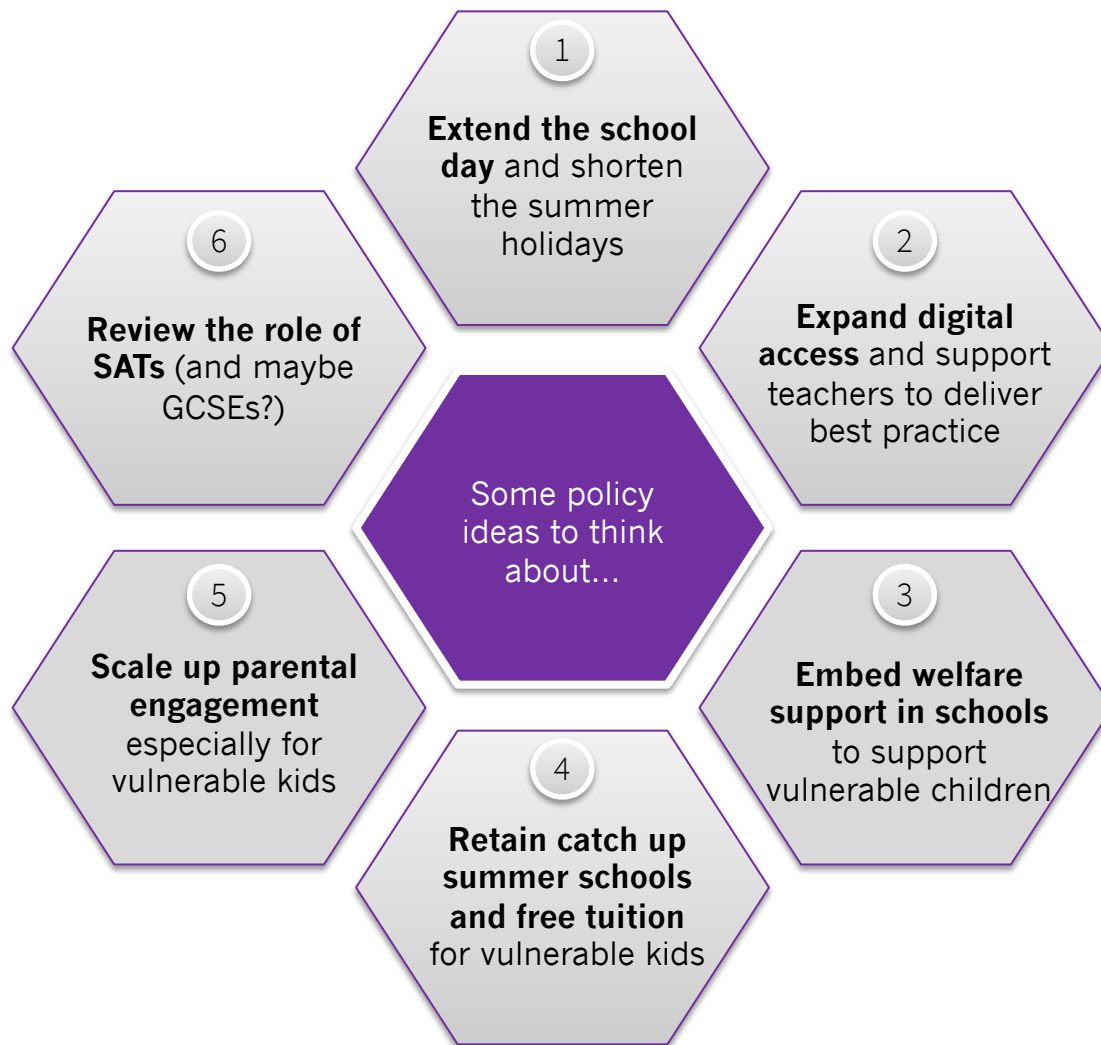 1
Extend the school
day and shorten
the summer
holidays
2
Expand digital
access and support
teachers to deliver
best practice
3
Embed welfare
support in schools
to support
vulnerable children
4
Retain catch up
summer schools
and free tuition
for vulnerable kids
5
Scale up parental
engagement
especially for
vulnerable kids
6
Review the role of
SATs (and maybe
GCSEs?)
Some policy
ideas to think
about...